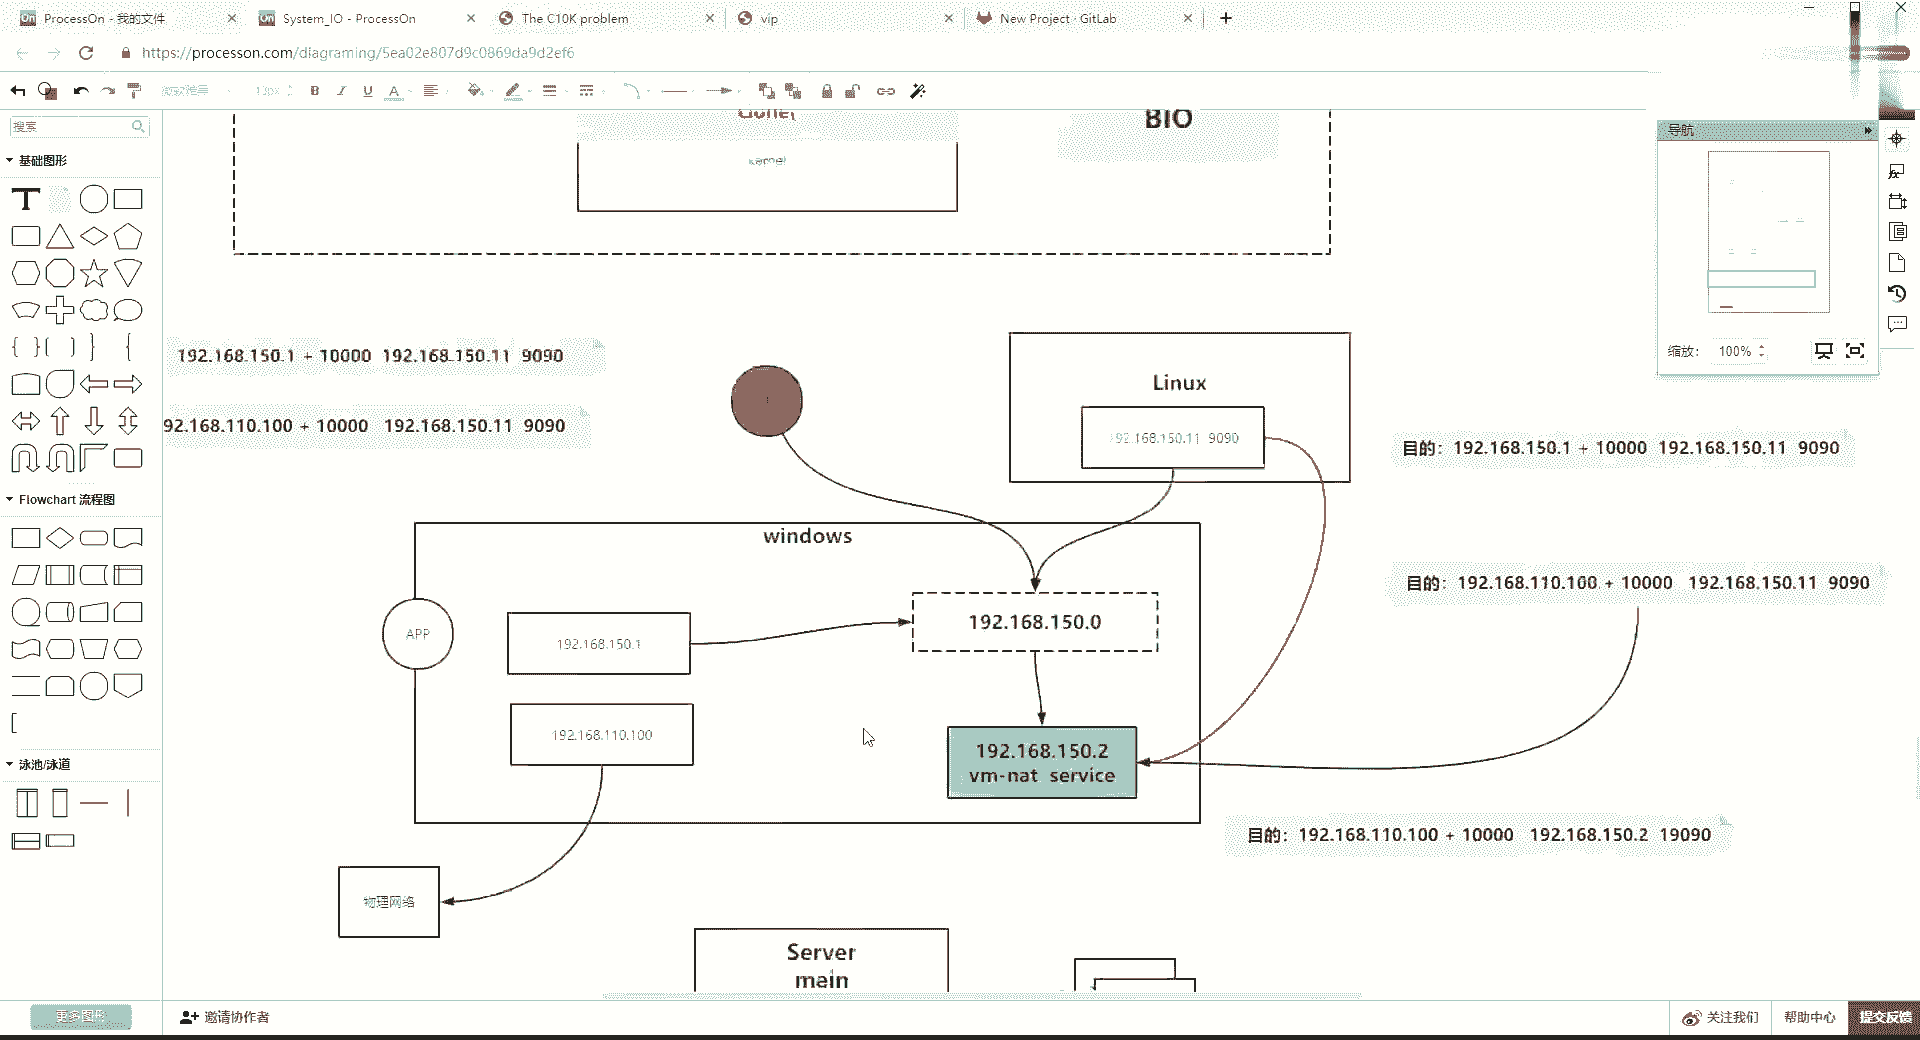 ProcessOn - 我的文件
System_IO - ProcessOn
The C10K problem
vip
New Project · GitLab
https://processon.com/diagraming/5ea02e807d9c0869da9d2ef6
13px
B I U A
搜索
基础图形
T
Flowchart 流程图
泳池/泳道
更多图形
BIO
kernel
192.168.150.1 + 10000 192.168.150.11 9090
92.168.110.100 + 10000 192.168.150.11 9090
Linux
192.168.150.11 9090
目的：192.168.150.1 + 10000 192.168.150.11 9090
windows
APP
192.168.150.1
192.168.150.0
目的：192.168.110.100 + 10000 192.168.150.11 9090
192.168.110.100
192.168.150.2
vm-nat service
目的：192.168.110.100 + 10000 192.168.150.2 19090
物理网络
Server
main
导航
缩放：
100%
邀请协作者
关注我们
帮助中心
提交反馈